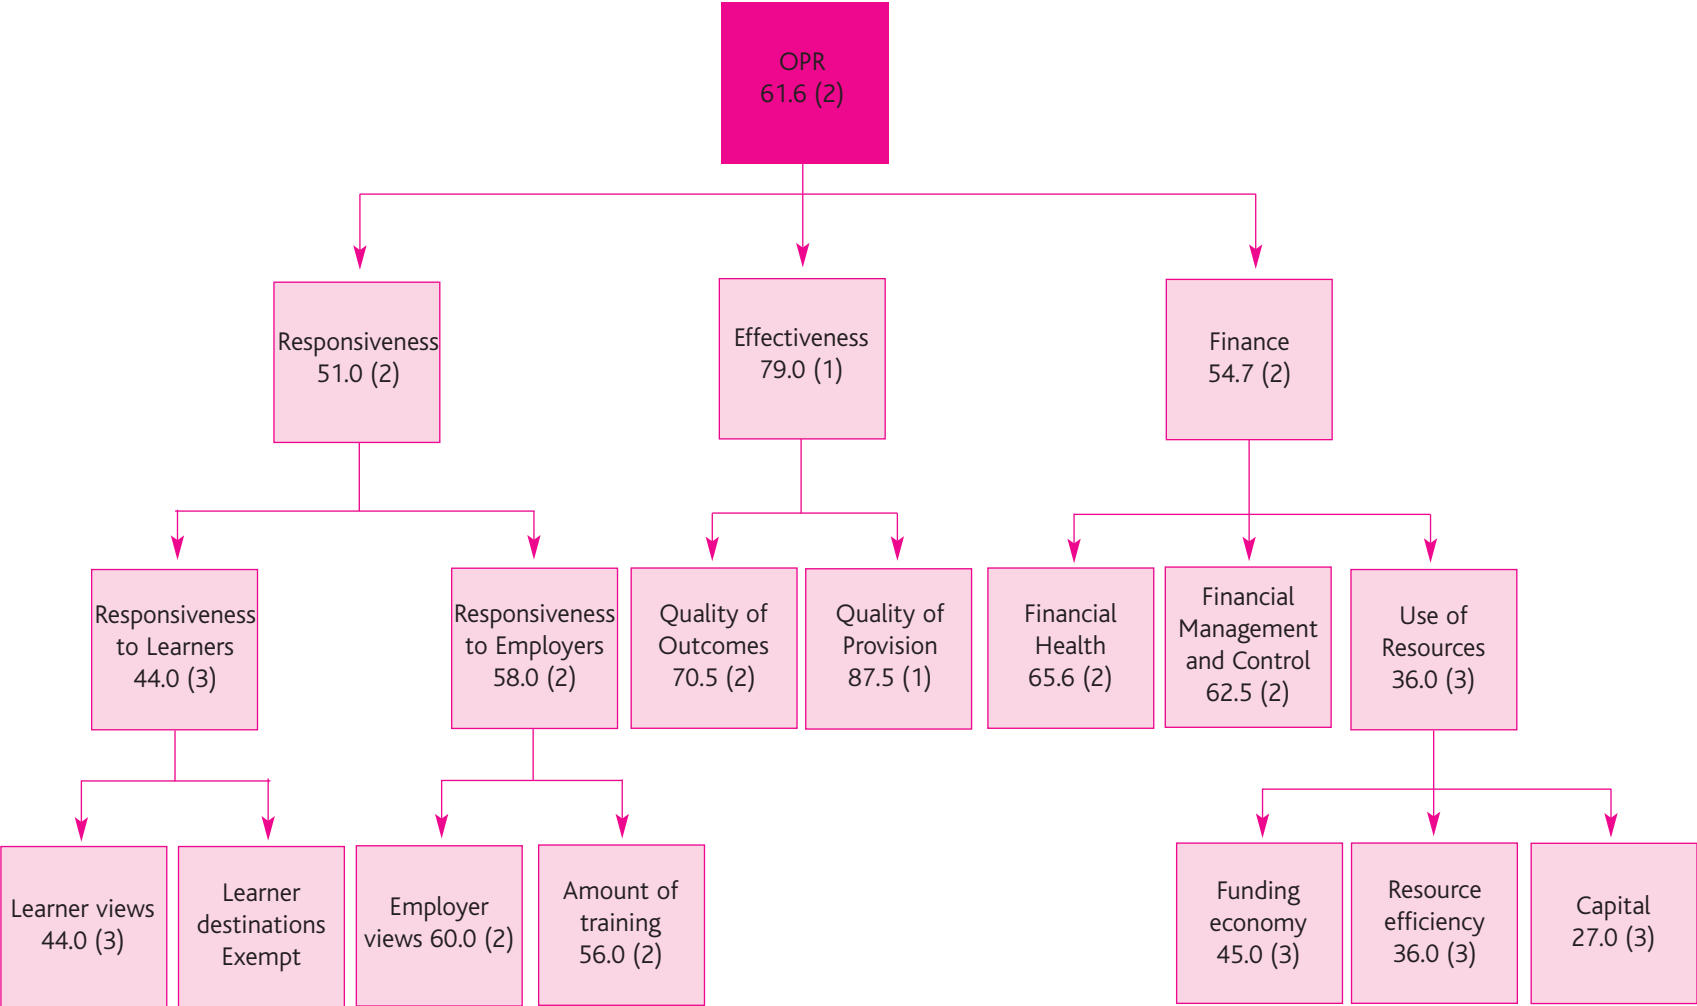 OPR
61.6 (2)
Responsiveness
51.0 (2)
Effectiveness
79.0 (1)
Finance
54.7 (2)
Responsiveness
to Learners
44.0 (3)
Responsiveness
to Employers
58.0 (2)
Quality of
Outcomes
70.5 (2)
Quality of
Provision
87.5 (1)
Financial
Health
65.6 (2)
Financial
Management
and Control
62.5 (2)
Use of
Resources
36.0 (3)
Learner views
44.0 (3)
Learner
destinations
Exempt
Employer
views 60.0 (2)
Amount of
training
56.0 (2)
Funding
economy
45.0 (3)
Resource
efficiency
36.0 (3)
Capital
27.0 (3)